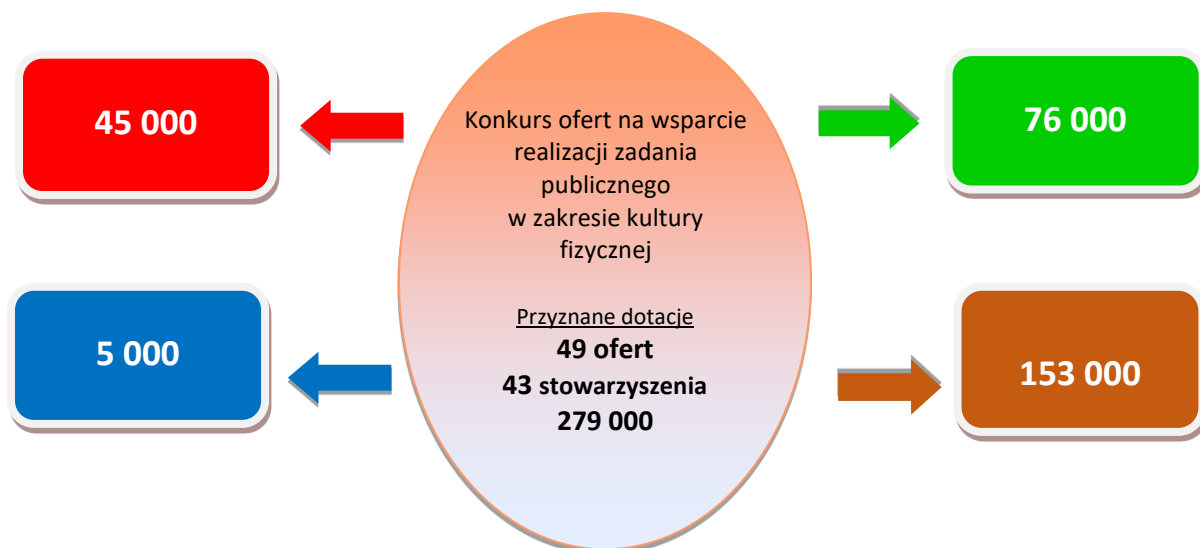 45 000
76 000
Konkurs ofert na wsparcie
realizacji zadania
publicznego
w zakresie kultury
fizycznej
5 000
153 000
Przyznane dotacje
49 ofert
43 stowarzyszenia
279 000